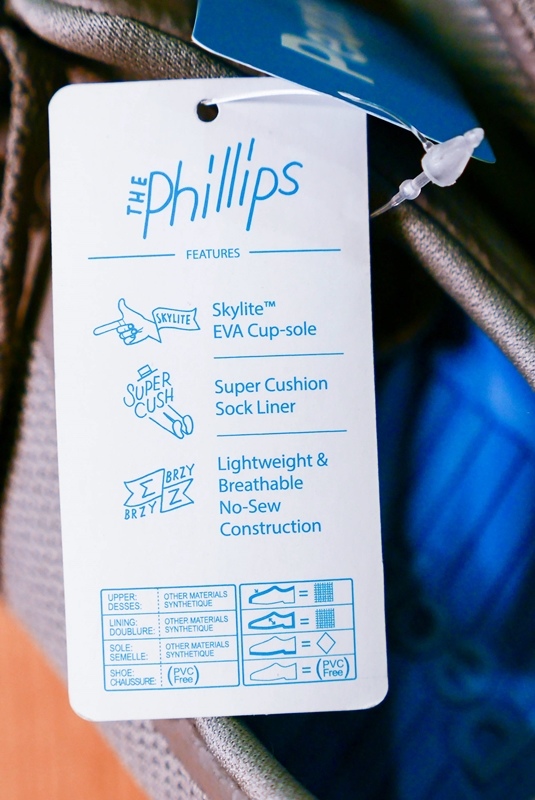 THE Phillips
FEATURES
SKYLITE
Skylite™
EVA Cup-sole
SUPER
CUSH
Super Cushion
Sock Liner
BRZY
BRZY
Lightweight &
Breathable
No-Sew
Construction
UPPER: OTHER MATERIALS
DESSES: SYNTHETIQUE
=
LINING: OTHER MATERIALS
DOUBLURE: SYNTHETIQUE
=
SOLE: OTHER MATERIALS
SEMELLE: SYNTHETIQUE
=
SHOE: (PVC
CHAUSSURE: Free)
= (PVC
Free)